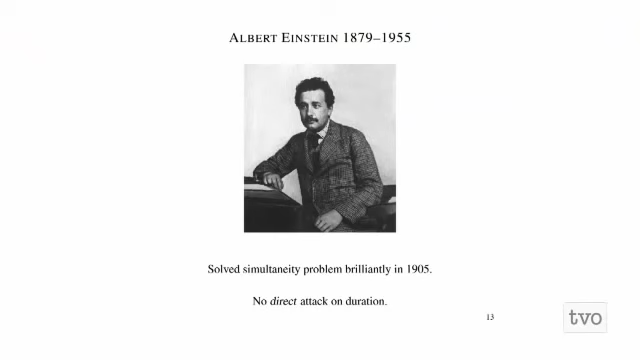 ALBERT EINSTEIN 1879–1955
Solved simultaneity problem brilliantly in 1905.
No direct attack on duration.
13
tvo